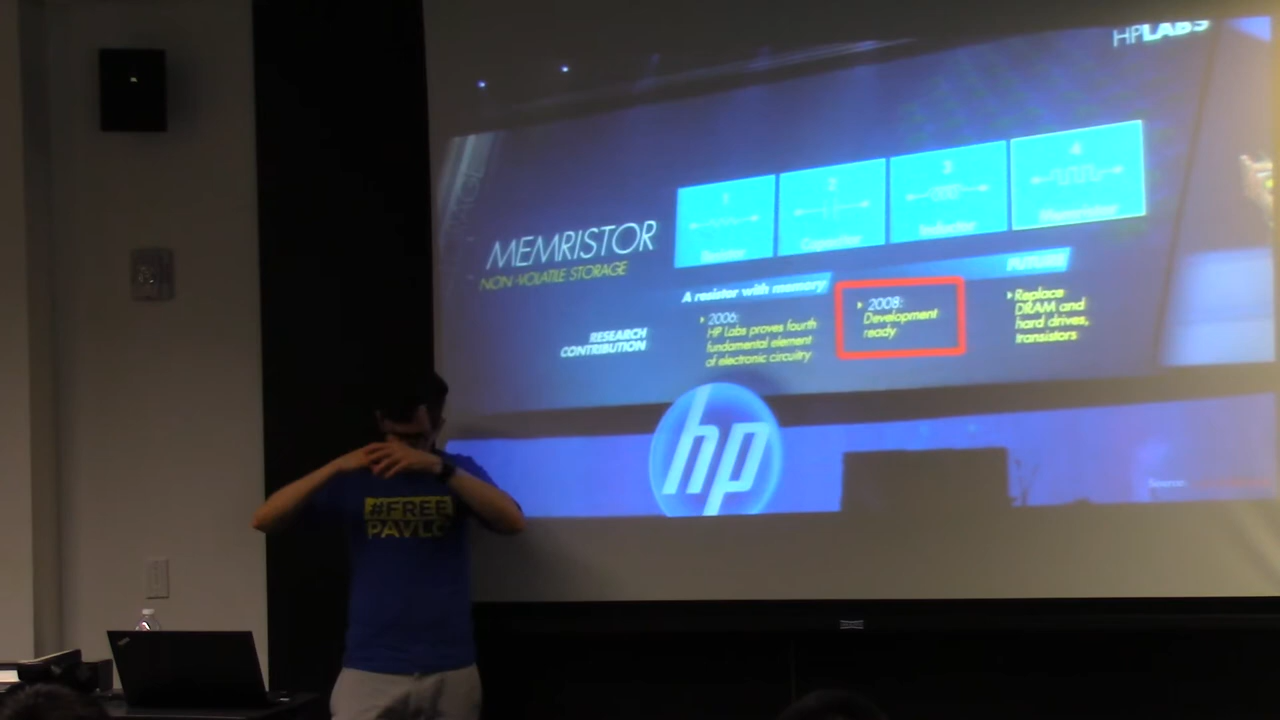 HPLABS
1
2
3
4
MEMRISTOR
NON-VOLATILE STORAGE
A resistor with memory
FUTURE
RESEARCH
CONTRIBUTION
▸ 2006:
HP Labs proves fourth
fundamental element
of electronic circuitry
▸ 2008:
Development
ready
▸ Replace
DRAM and
hard drives,
transistors
hp
Source:
#FREE
PAVLO